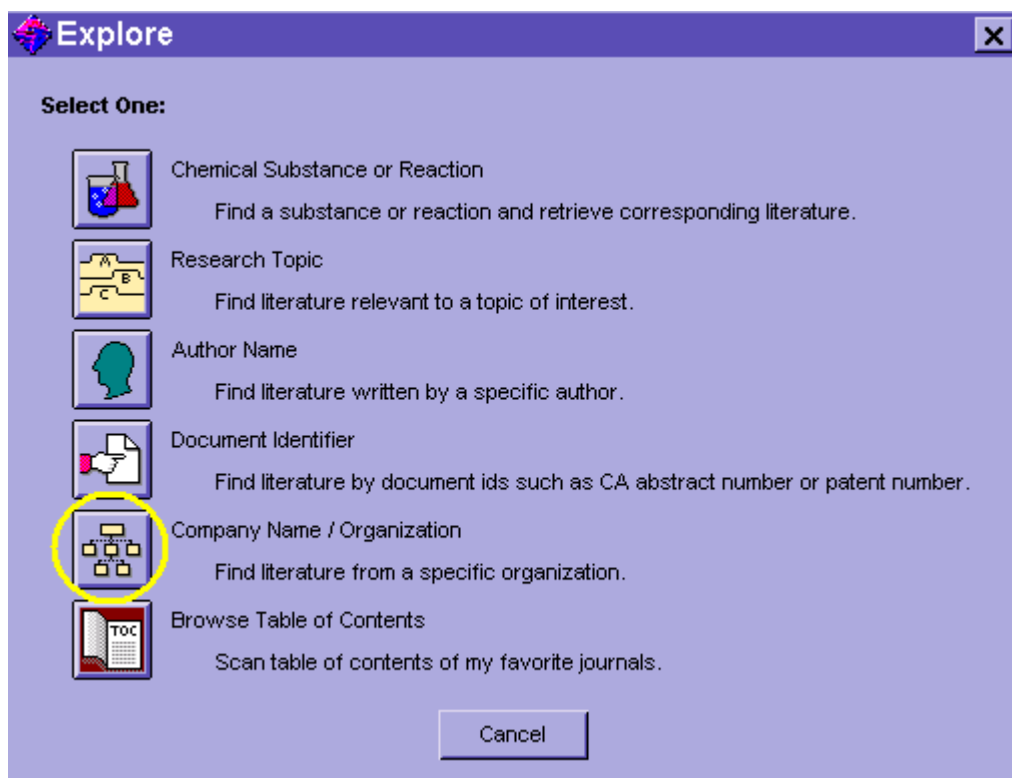 Explore
Select One:
Chemical Substance or Reaction
Find a substance or reaction and retrieve corresponding literature.
A
B
C
Research Topic
Find literature relevant to a topic of interest.
Author Name
Find literature written by a specific author.
Document Identifier
Find literature by document ids such as CA abstract number or patent number.
Company Name / Organization
Find literature from a specific organization.
TOC
Browse Table of Contents
Scan table of contents of my favorite journals.
Cancel